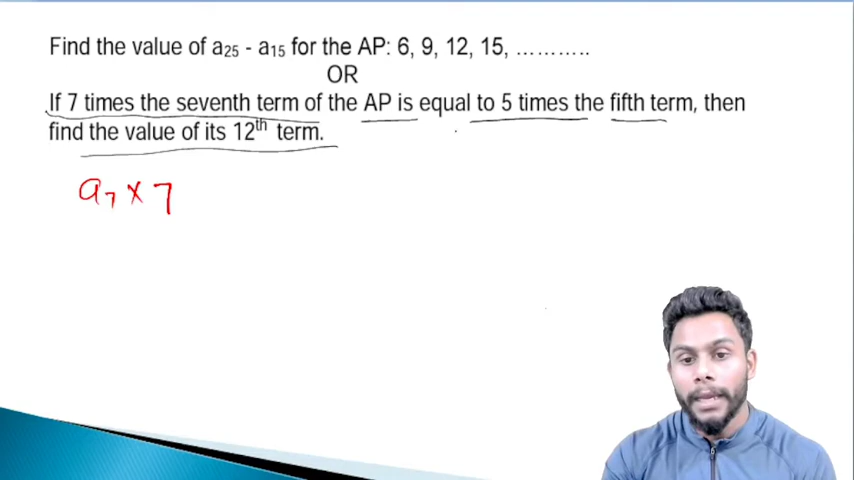 Find the value of a₂₅ - a₁₅ for the AP: 6, 9, 12, 15, ………..
OR
If 7 times the seventh term of the AP is equal to 5 times the fifth term, then
find the value of its 12th term.
a₇ × 7